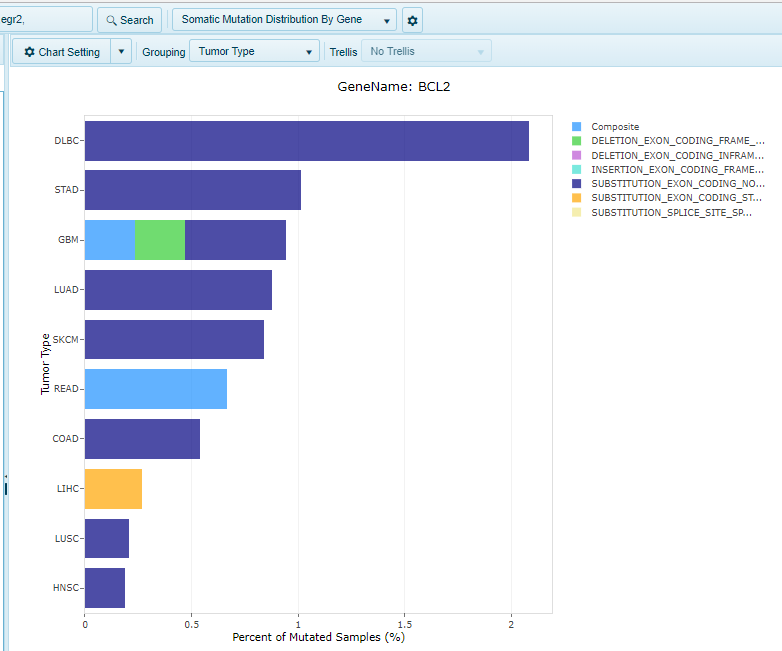 egr2,
Search
Somatic Mutation Distribution By Gene
Chart Setting
Grouping
Tumor Type
Trellis
No Trellis
GeneName: BCL2
DLBC
STAD
GBM
LUAD
SKCM
READ
COAD
LIHC
LUSC
HNSC
Tumor Type
0
0.5
1
1.5
2
Percent of Mutated Samples (%)
Composite
DELETION_EXON_CODING_FRAME_...
DELETION_EXON_CODING_INFRAM...
INSERTION_EXON_CODING_FRAME...
SUBSTITUTION_EXON_CODING_NO...
SUBSTITUTION_EXON_CODING_ST...
SUBSTITUTION_SPLICE_SITE_SP...